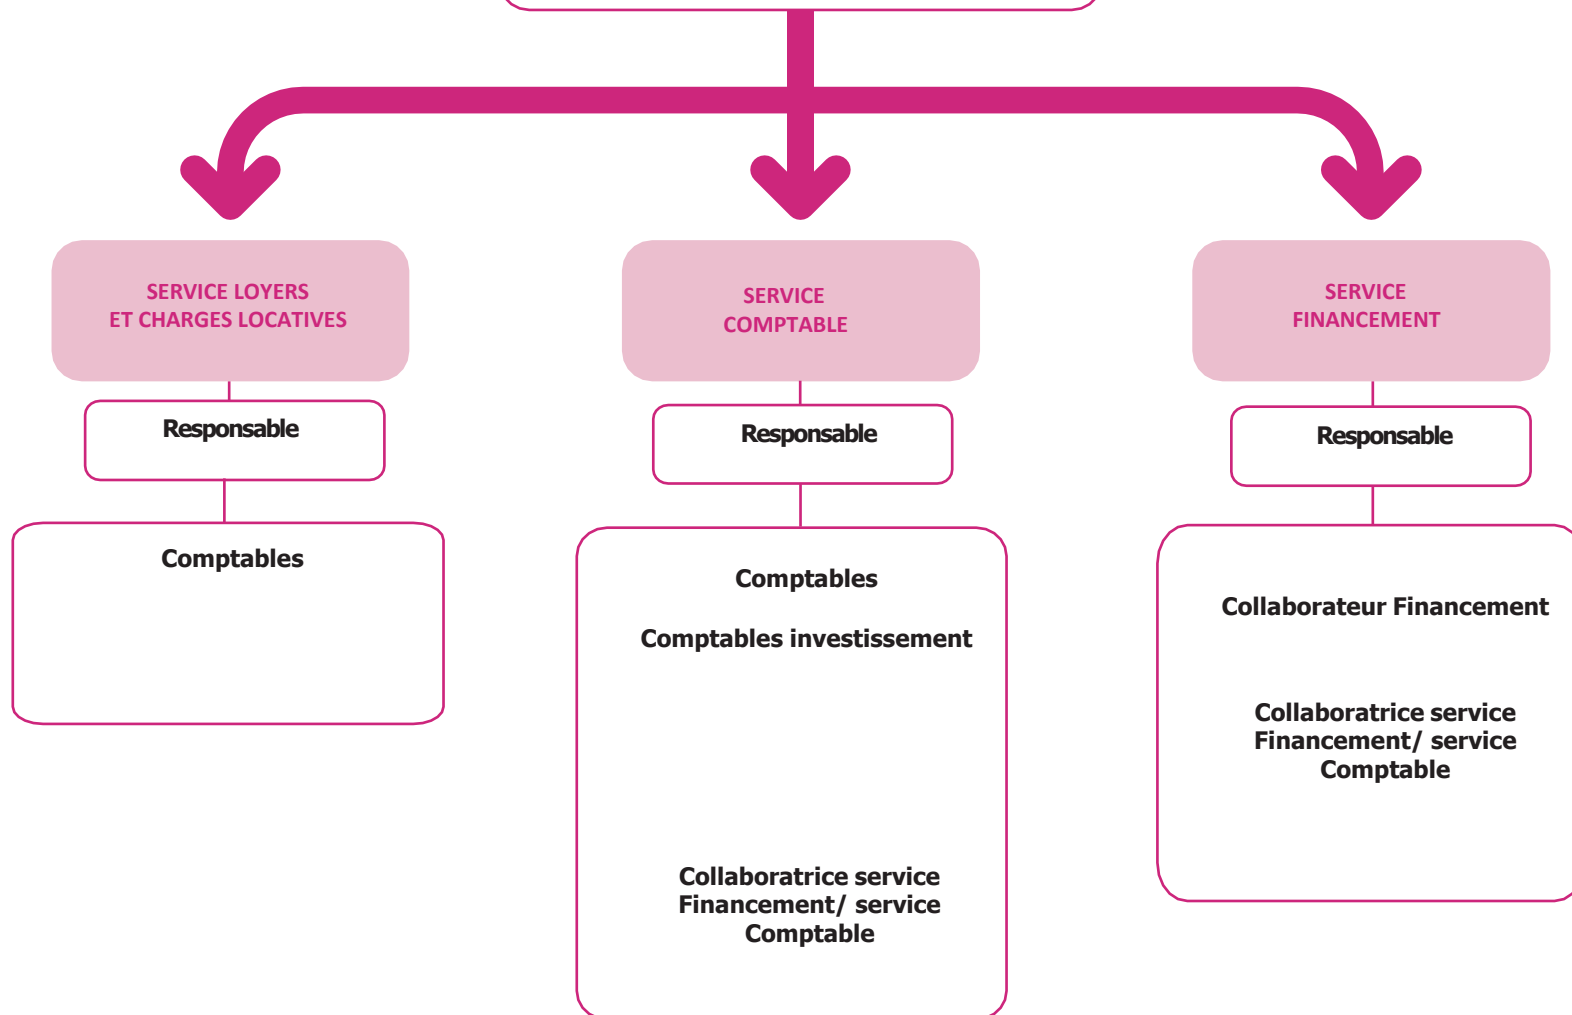 SERVICE LOYERS
ET CHARGES LOCATIVES
Responsable
Comptables
SERVICE
COMPTABLE
Responsable
Comptables
Comptables investissement
Collaboratrice service
Financement/ service
Comptable
SERVICE
FINANCEMENT
Responsable
Collaborateur Financement
Collaboratrice service
Financement/ service
Comptable